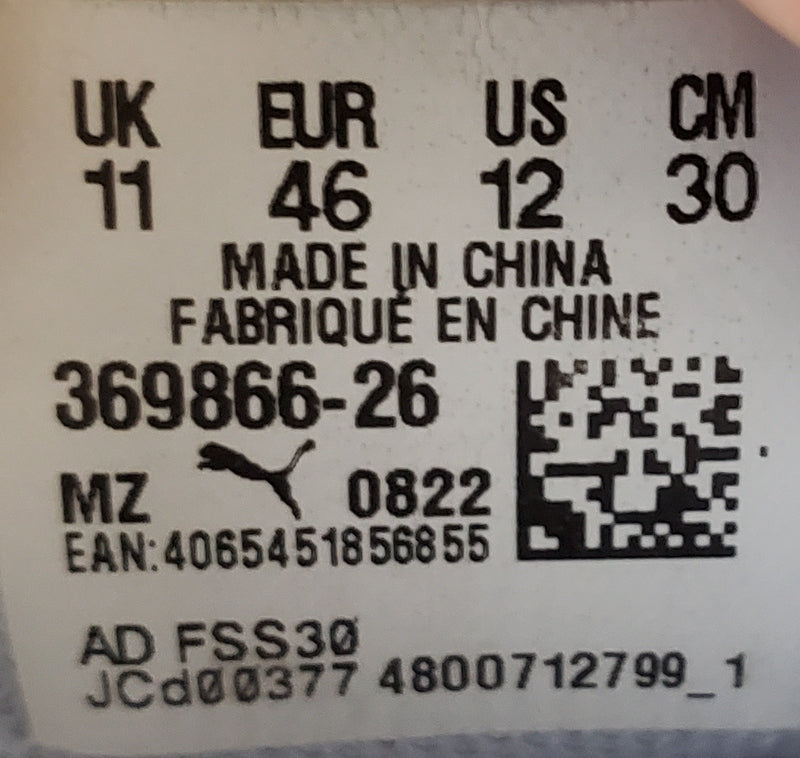 UK EUR US CM
11 46 12 30
MADE IN CHINA
FABRIQUÉ EN CHINE
369866-26
MZ 0822
EAN:4065451856855
AD FSS30
JCd00377 4800712799_1